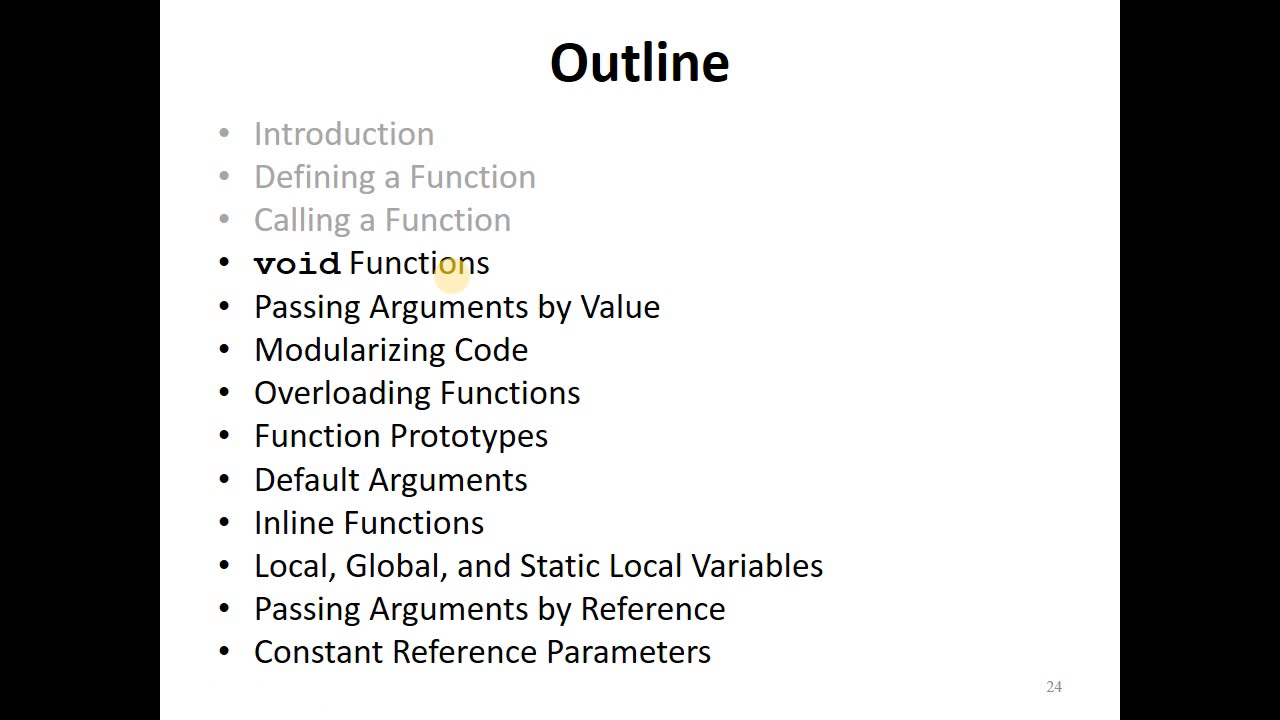 Outline
• Introduction
• Defining a Function
• Calling a Function
• void Functions
• Passing Arguments by Value
• Modularizing Code
• Overloading Functions
• Function Prototypes
• Default Arguments
• Inline Functions
• Local, Global, and Static Local Variables
• Passing Arguments by Reference
• Constant Reference Parameters
24